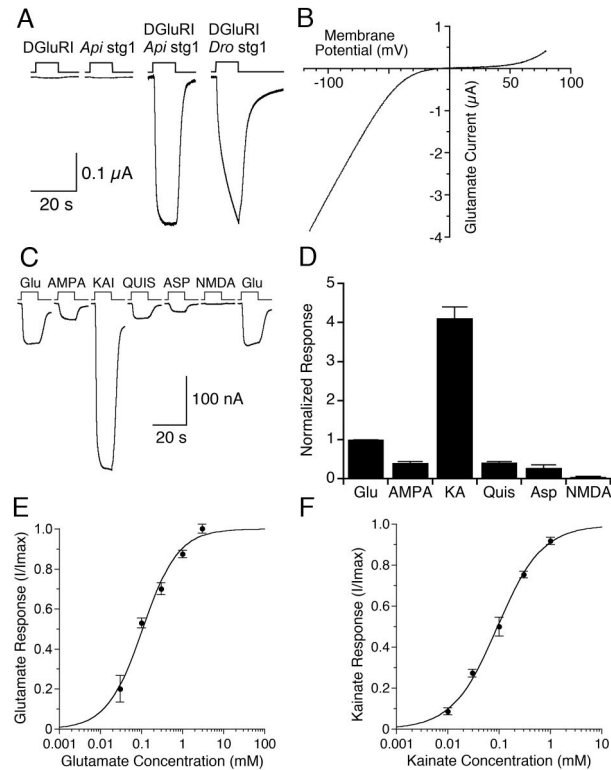 A
DGluRI
Api stg1
DGluRI
Api stg1
DGluRI
Dro stg1
0.1 µA
20 s
B
Membrane
Potential (mV)
-100
50
100
1
0
-1
-2
-3
-4
Glutamate Current (µA)
C
Glu AMPA KAI QUIS ASP NMDA Glu
100 nA
20 s
D
Normalized Response
5
4
3
2
1
0
Glu AMPA KA Quis Asp NMDA
E
Glutamate Response (I/Imax)
1.0
0.8
0.6
0.4
0.2
0
0.001 0.01 0.1 1 10 100
Glutamate Concentration (mM)
F
Kainate Response (I/Imax)
1.0
0.8
0.6
0.4
0.2
0
0.001 0.01 0.1 1 10
Kainate Concentration (mM)